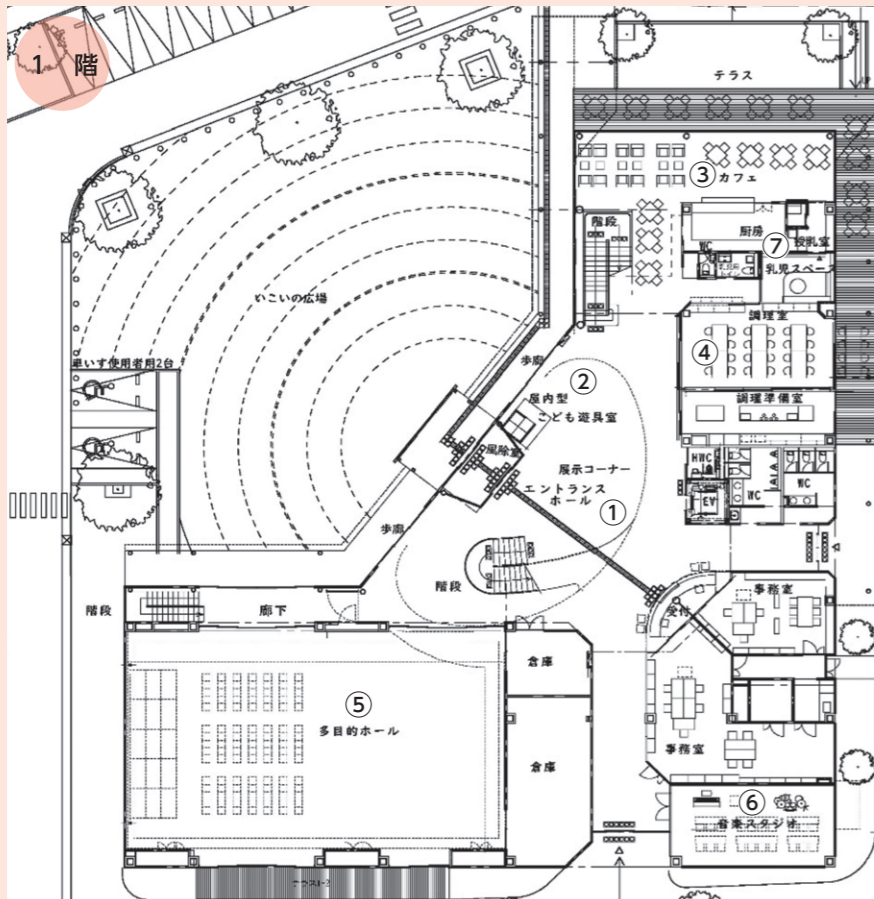 1 階
テラス
③
カフェ
階段
厨房
⑦
授乳室
WC
乳児スペース
いこいの広場
調理室
④
車いす使用者用2台
歩廊
②
屋内型
こども遊具室
調理準備室
風除室
展示コーナー
HWC
エントランス
ホール
①
WC
WC
EV
歩廊
階段
階段
廊下
受付
事務室
倉庫
⑤
多目的ホール
倉庫
事務室
⑥
音楽スタジオ